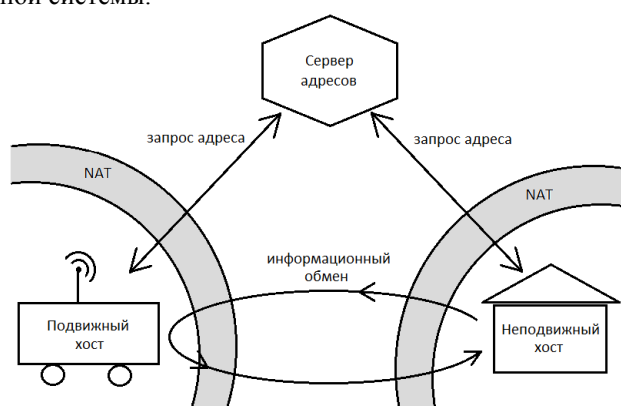 ной системы.
Сервер
адресов
запрос адреса
запрос адреса
NAT
NAT
информационный
обмен
Подвижный
хост
Неподвижный
хост